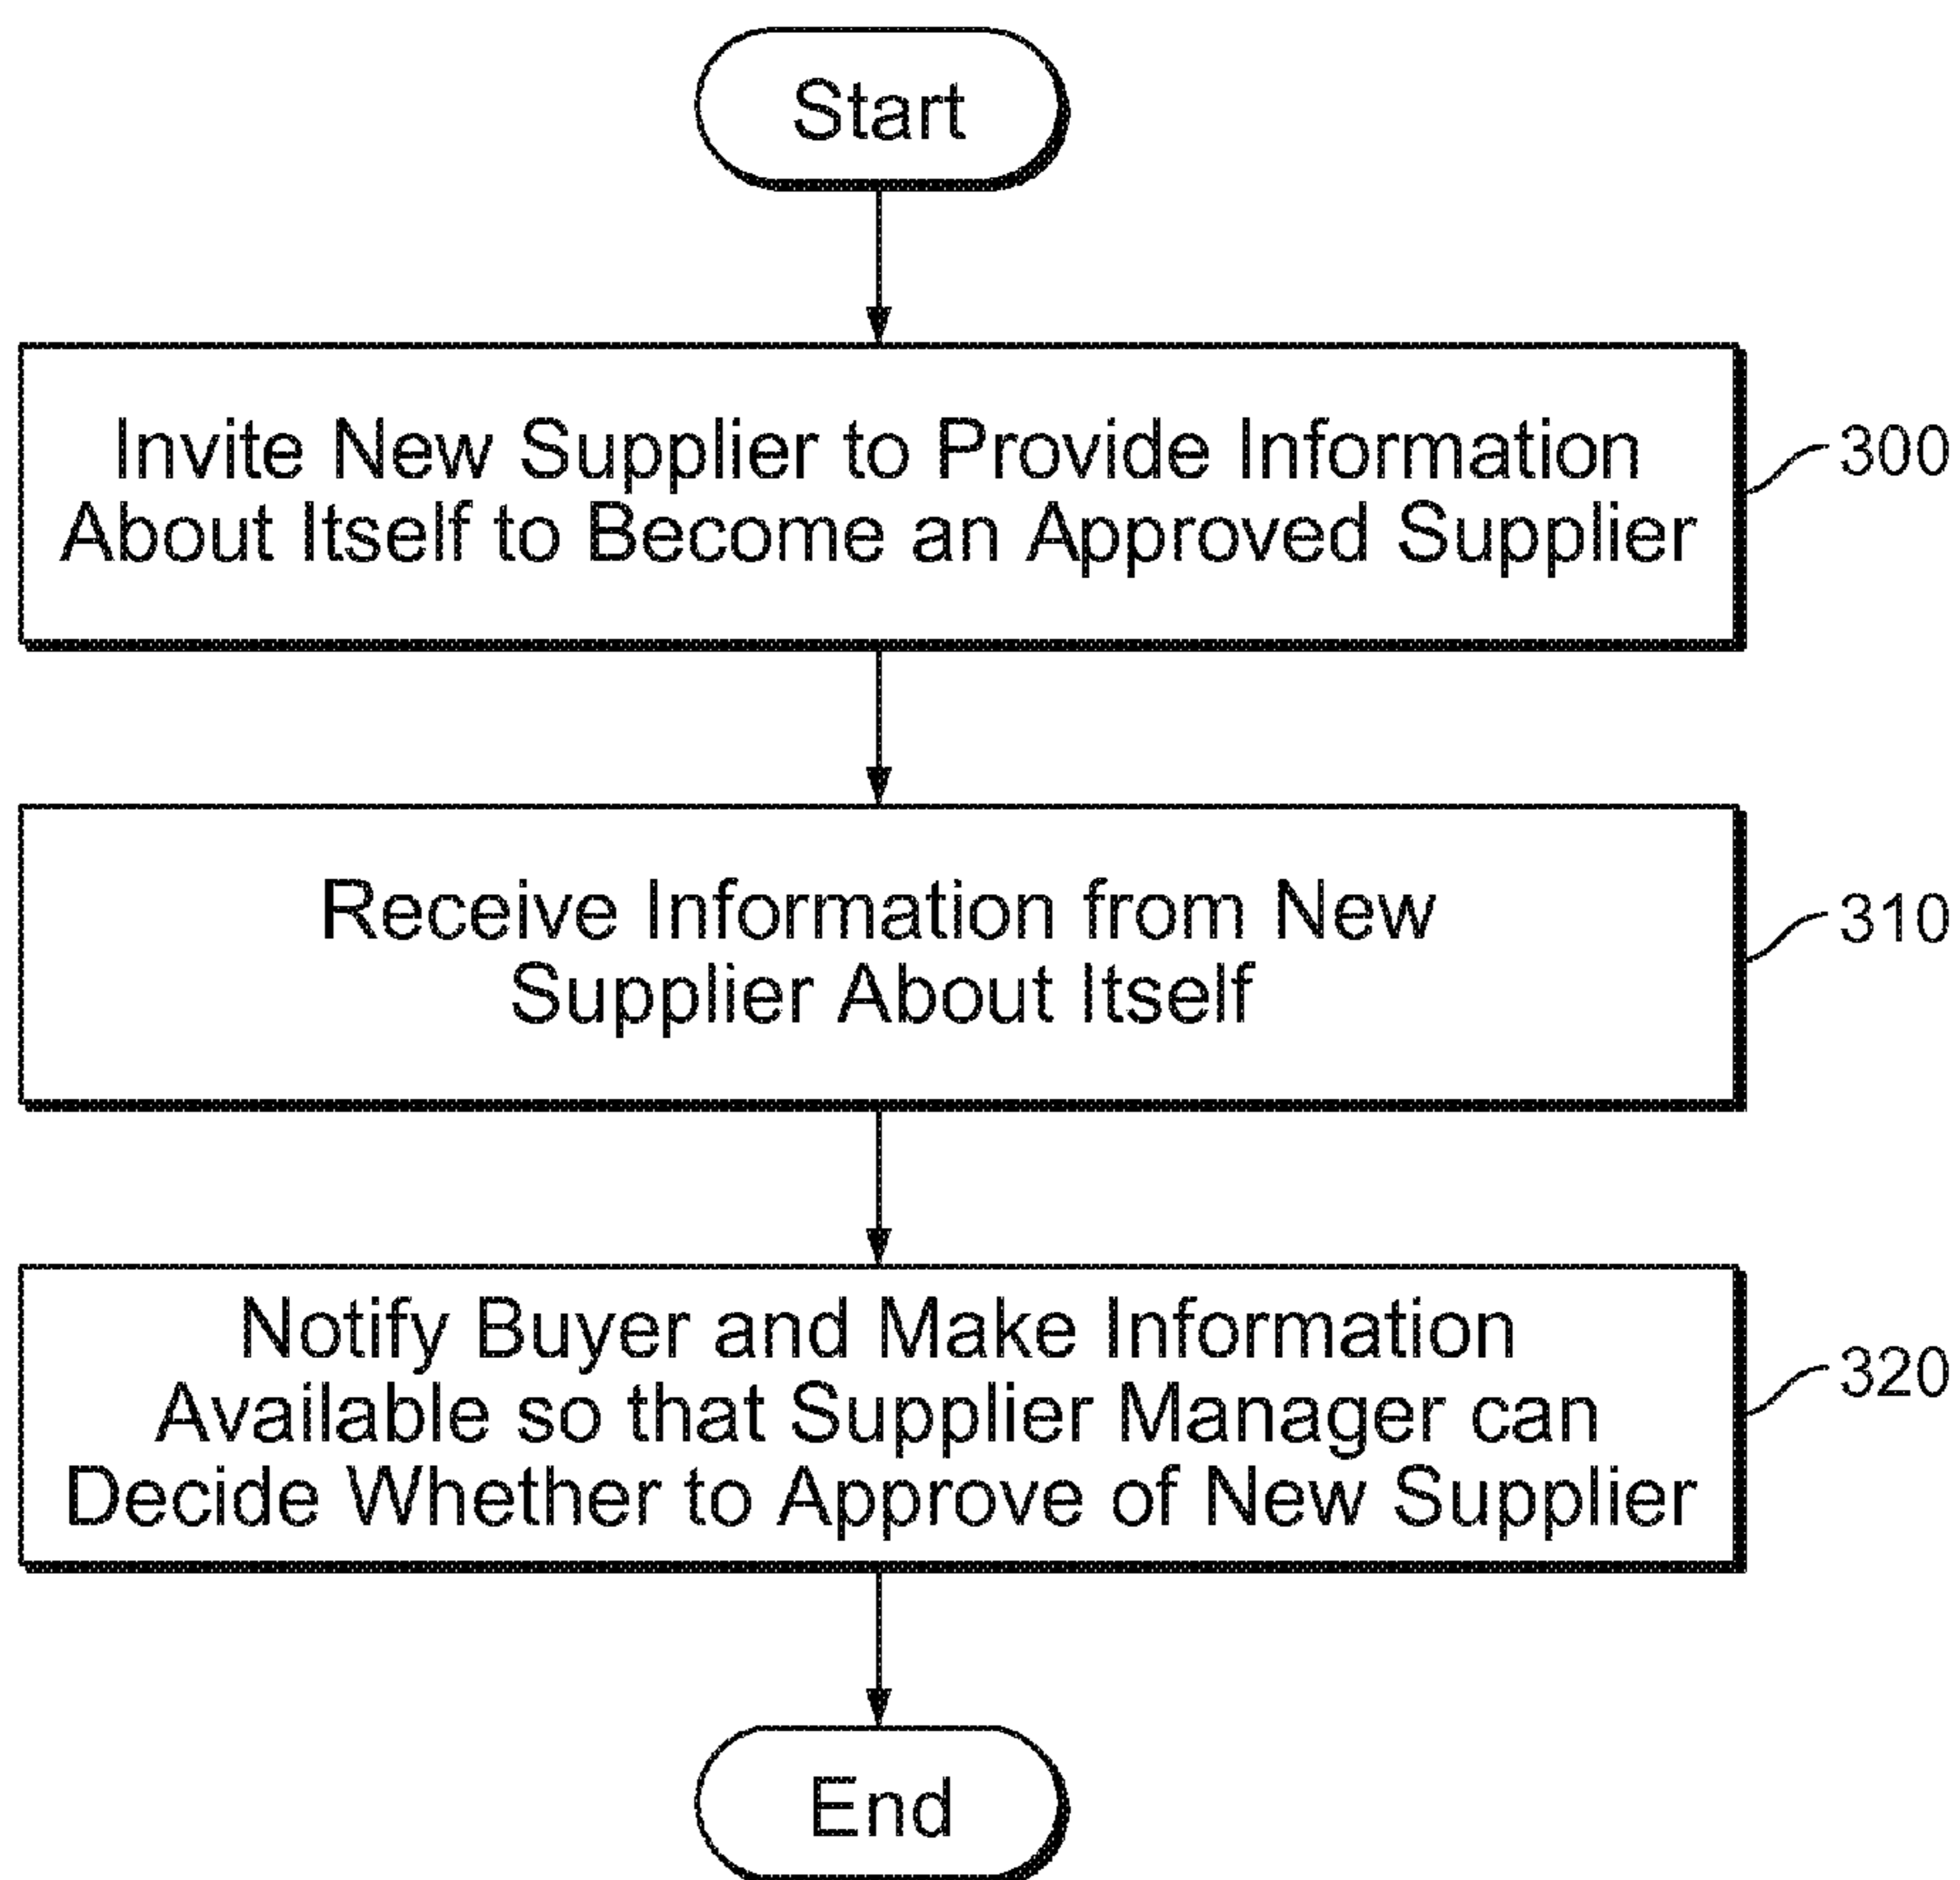 Start
Invite New Supplier to Provide Information
About Itself to Become an Approved Supplier
300
Receive Information from New
Supplier About Itself
310
Notify Buyer and Make Information
Available so that Supplier Manager can
Decide Whether to Approve of New Supplier
320
End